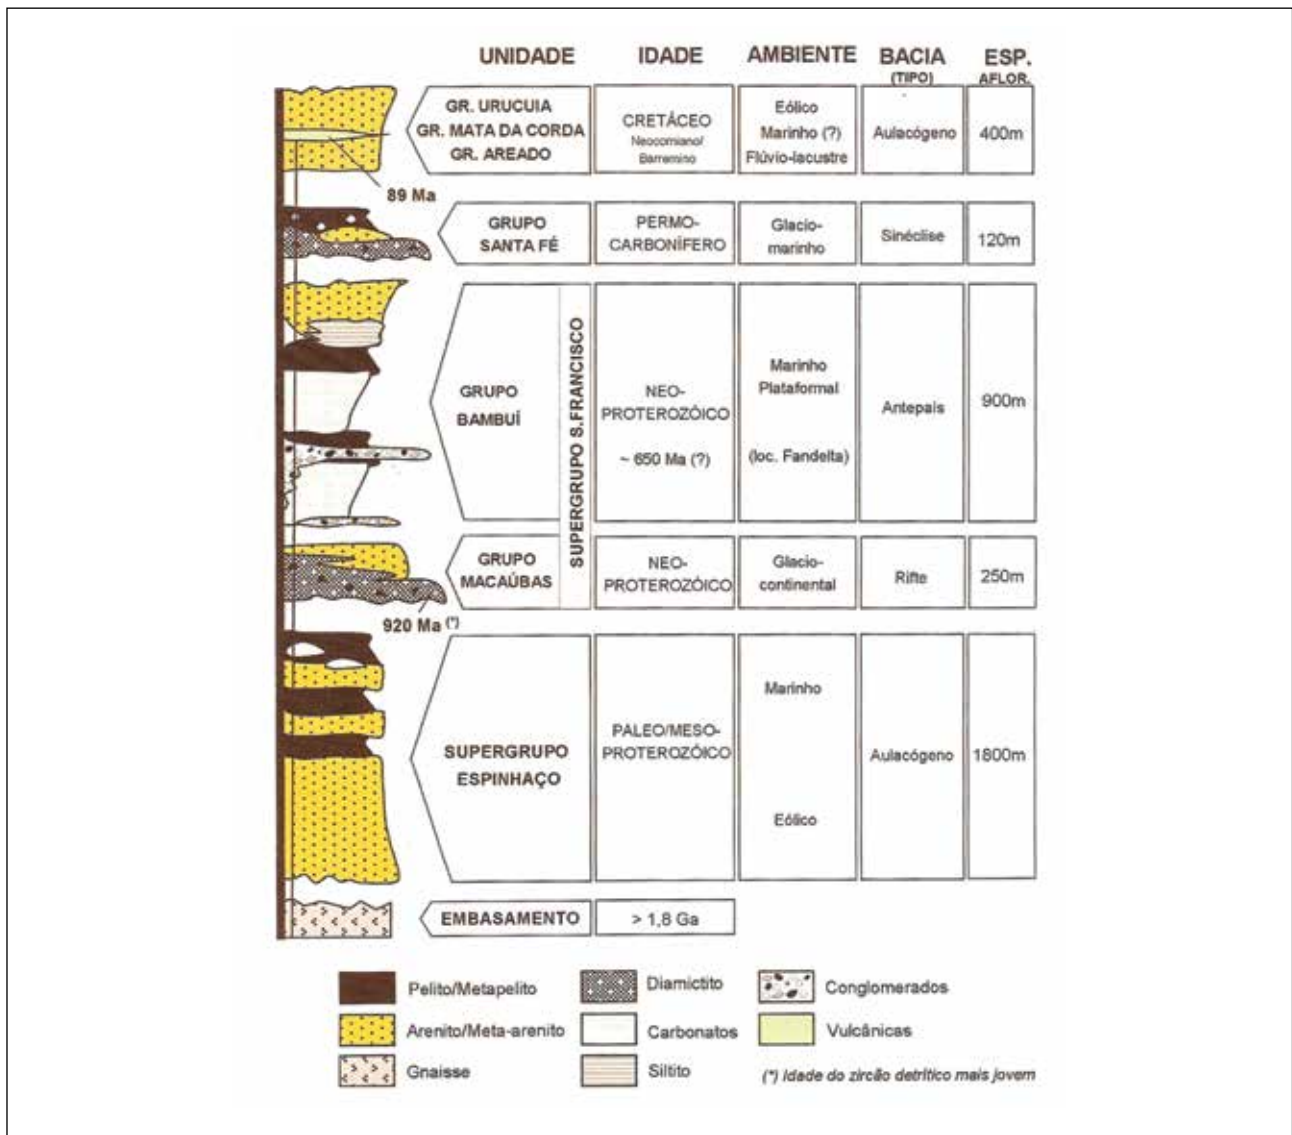 UNIDADE IDADE AMBIENTE BACIA ESP.
(TIPO) AFLOR.
GR. URUCUIA
GR. MATA DA CORDA
GR. AREADO
CRETÁCEO
Neocomiano/
Barremino
Eólico
Marinho (?)
Flúvio-lacustre
Aulacógeno
400m
89 Ma
GRUPO
SANTA FÉ
PERMO-
CARBONÍFERO
Glacio-
marinho
Sinéclise
120m
GRUPO
BAMBUÍ
SUPERGRUPO S.FRANCISCO
NEO-
PROTEROZÓICO
~ 650 Ma (?)
Marinho
Plataformal
(loc. Fandelta)
Antepaís
900m
GRUPO
MACAÚBAS
NEO-
PROTEROZÓICO
Glacio-
continental
Rifte
250m
920 Ma (*)
SUPERGRUPO
ESPINHAÇO
PALEO/MESO-
PROTEROZÓICO
Marinho
Eólico
Aulacógeno
1800m
EMBASAMENTO
> 1,8 Ga
Pelito/Metapelito
Diamictito
Conglomerados
Arenito/Meta-arenito
Carbonatos
Vulcânicas
Gnaisse
Siltito
(*) Idade do zircão detrítico mais jovem